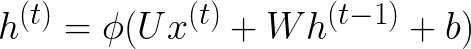 h^{(t)} = \phi(Ux^{(t)} + Wh^{(t-1)} + b)